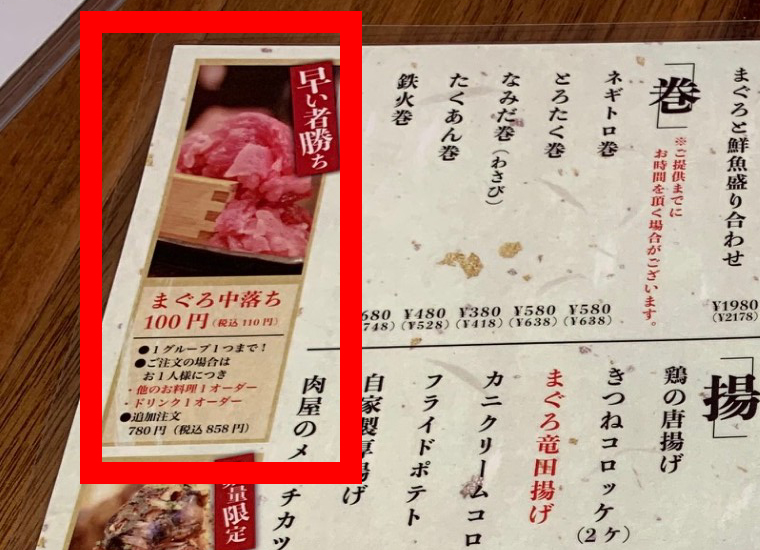 まぐろと鮮魚盛り合わせ
¥1980
(¥2178)
「巻」
※ご提供までに
お時間を頂く場合がございます。
ネギトロ巻
¥580
(¥638)
とろたく巻
¥580
(¥638)
なみだ巻(わさび)
¥380
(¥418)
たくあん巻
¥480
(¥528)
鉄火巻
680
748)
早い者勝ち
まぐろ中落ち
100円(税込110円)
●1グループ1つまで!
●ご注文の場合は
お1人様につき
・他のお料理1オーダー
・ドリンク1オーダー
●追加注文
780円(税込858円)
「揚
鶏の唐揚げ
きつねコロッケ(2ケ)
まぐろ竜田揚げ
カニクリームコロ
フライドポテト
自家製厚揚げ
肉屋のメンチカツ
数量限定